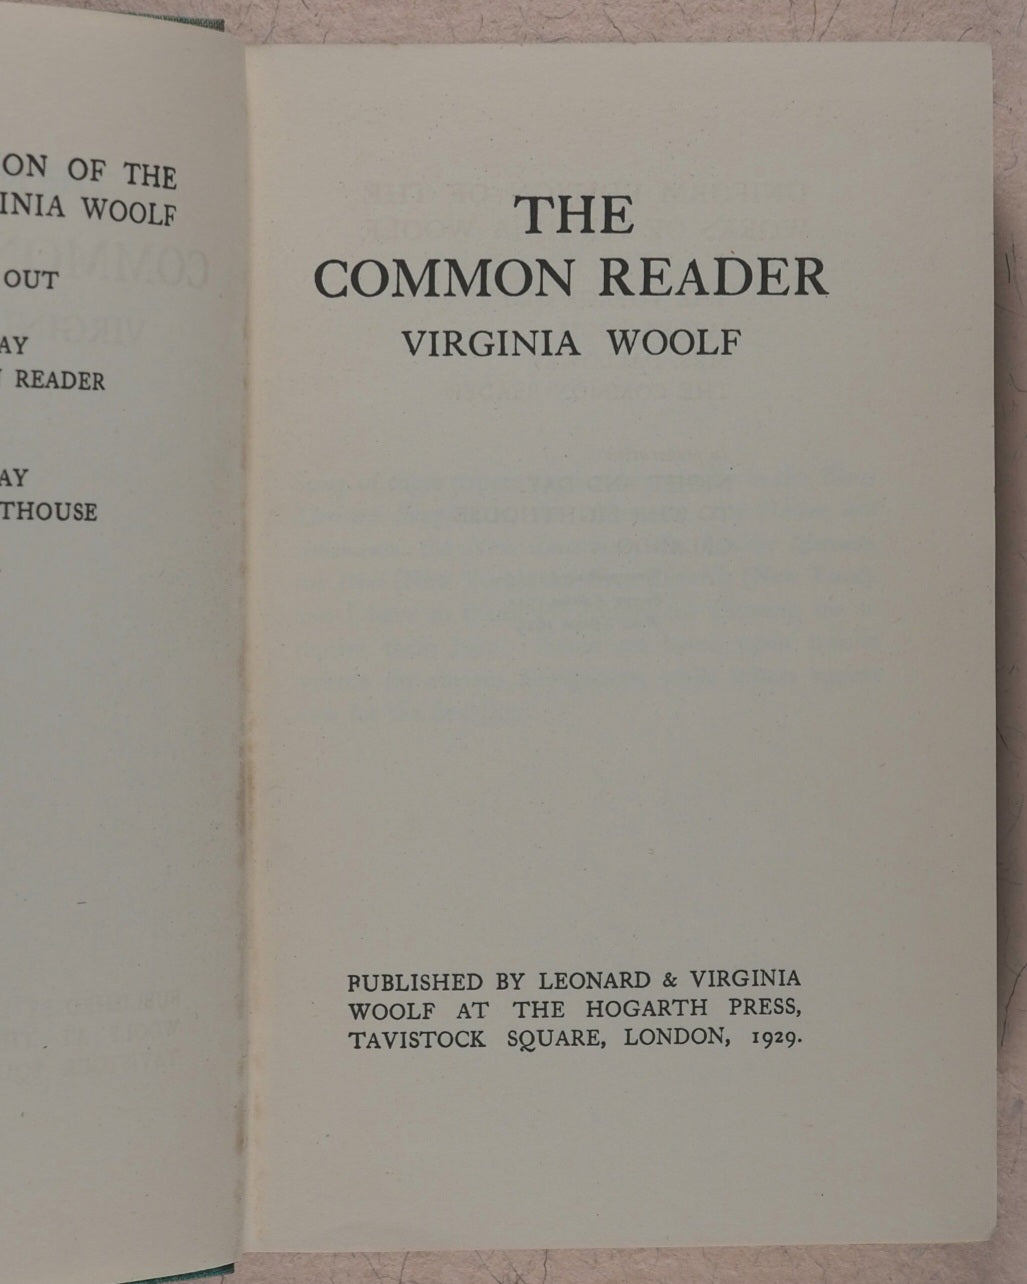 ON OF THE
INIA WOOLF
OUT
AY
READER
AY
THOUSE
THE
COMMON READER
VIRGINIA WOOLF
PUBLISHED BY LEONARD & VIRGINIA
WOOLF AT THE HOGARTH PRESS,
TAVISTOCK SQUARE, LONDON, 1929.